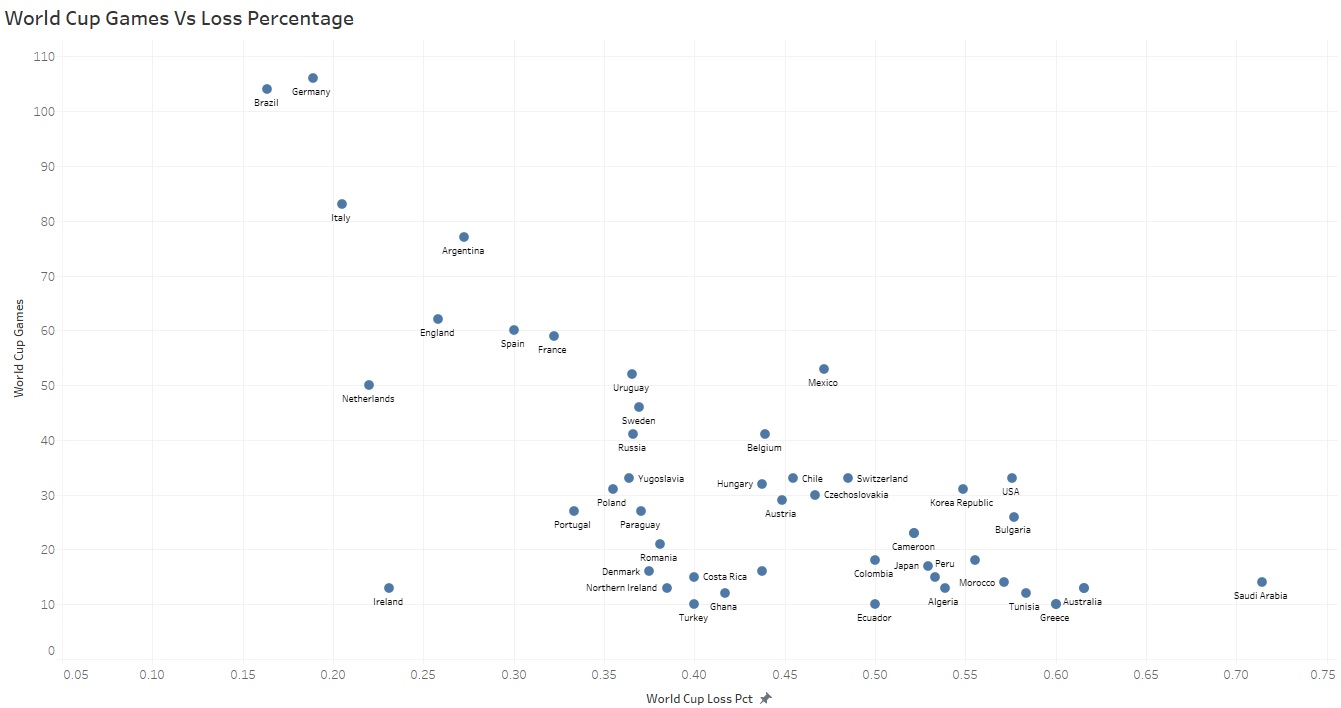 World Cup Games Vs Loss Percentage
110
100
90
80
70
60
50
40
30
20
10
0
World Cup Games
Brazil
Germany
Italy
Argentina
England
Spain
France
Netherlands
Uruguay
Mexico
Sweden
Russia
Belgium
Yugoslavia
Hungary
Chile
Switzerland
Poland
Czechoslovakia
Korea Republic
USA
Portugal
Paraguay
Austria
Bulgaria
Romania
Cameroon
Denmark
Costa Rica
Colombia
Japan
Peru
Northern Ireland
Morocco
Ireland
Ghana
Algeria
Tunisia
Australia
Saudi Arabia
Turkey
Ecuador
Greece
0.05
0.10
0.15
0.20
0.25
0.30
0.35
0.40
0.45
0.50
0.55
0.60
0.65
0.70
0.75
World Cup Loss Pct